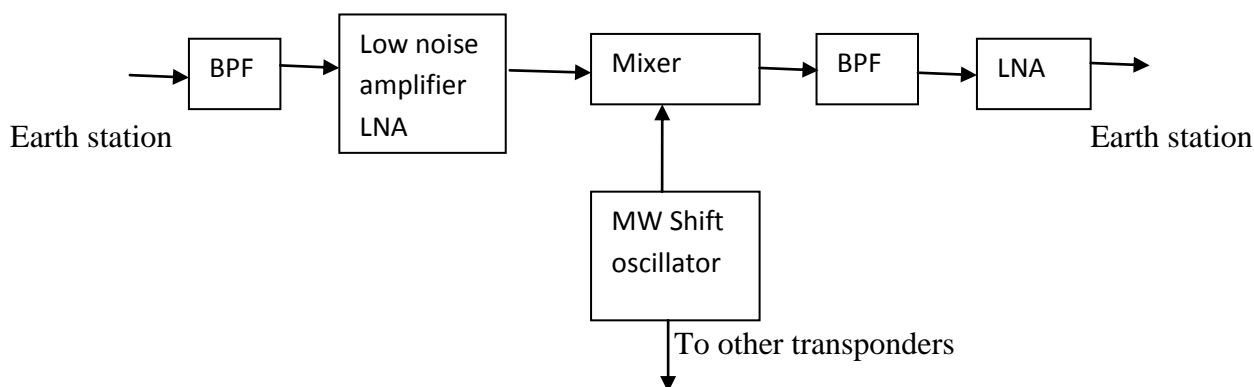 BPF
Low noise
amplifier
LNA
Mixer
BPF
LNA
Earth station
Earth station
MW Shift
oscillator
To other transponders